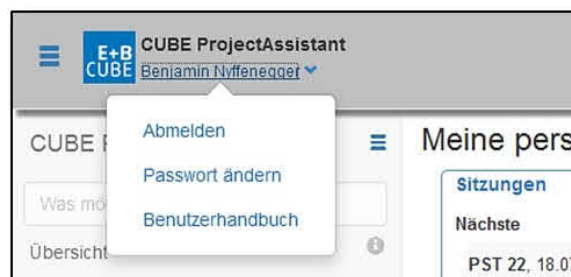 E+B
CUBE
CUBE ProjectAssistant
Benjamin Nyffenegger
Abmelden
Passwort ändern
Benutzerhandbuch
CUBE
Was
Übersicht
Meine pers
Sitzungen
Nächste
PST 22, 18.0